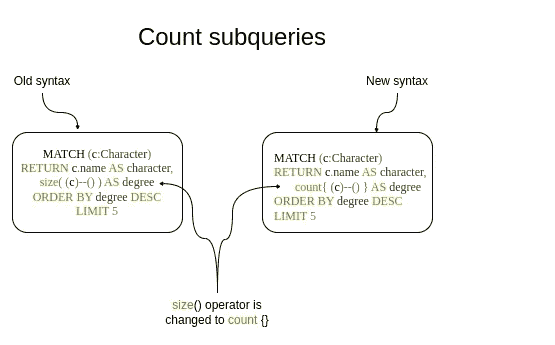 Count subqueries
Old syntax
New syntax
MATCH (c:Character)
RETURN c.name AS character,
size( (c)--() ) AS degree
ORDER BY degree DESC
LIMIT 5
MATCH (c:Character)
RETURN c.name AS character,
count{ (c)--() } AS degree
ORDER BY degree DESC
LIMIT 5
size() operator is
changed to count {}